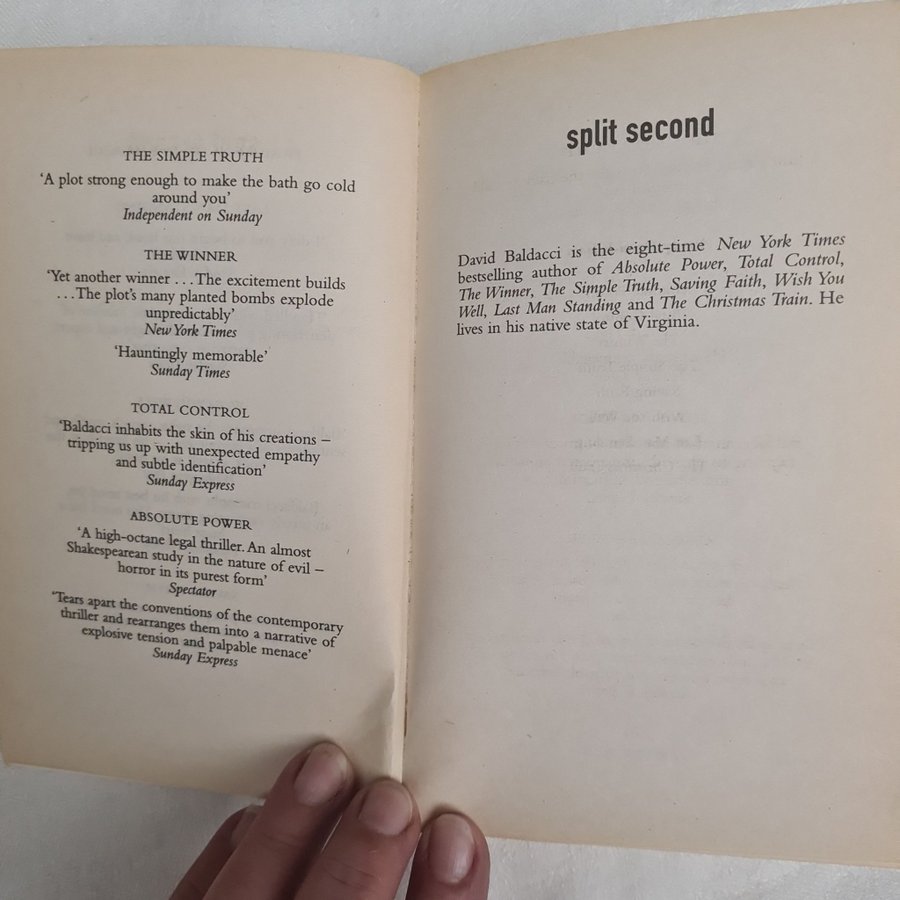 THE SIMPLE TRUTH
‘A plot strong enough to make the bath go cold
around you’
Independent on Sunday
THE WINNER
‘Yet another winner . . . The excitement builds
. . . The plot’s many planted bombs explode
unpredictably’
New York Times
‘Hauntingly memorable’
Sunday Times
TOTAL CONTROL
‘Baldacci inhabits the skin of his creations –
tripping us up with unexpected empathy
and subtle identification’
Sunday Express
ABSOLUTE POWER
‘A high-octane legal thriller. An almost
Shakespearean study in the nature of evil –
horror in its purest form’
Spectator
‘Tears apart the conventions of the contemporary
thriller and rearranges them into a narrative of
explosive tension and palpable menace’
Sunday Express
split second
David Baldacci is the eight-time New York Times
bestselling author of Absolute Power, Total Control,
The Winner, The Simple Truth, Saving Faith, Wish You
Well, Last Man Standing and The Christmas Train. He
lives in his native state of Virginia.